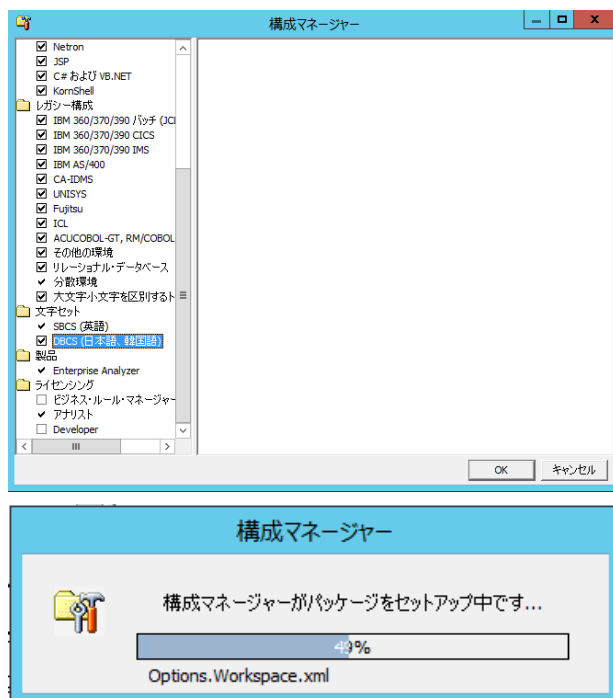 構成マネージャー
Netron
JSP
C# および VB.NET
KornShell
レガシー構成
IBM 360/370/390 バッチ (JCl
IBM 360/370/390 CICS
IBM 360/370/390 IMS
IBM AS/400
CA-IDMS
UNISYS
Fujitsu
ICL
ACUCOBOL-GT, RM/COBOL
その他の環境
リレーショナル・データベース
分散環境
大文字小文字を区別するト
文字セット
SBCS (英語)
DBCS (日本語、韓国語)
製品
Enterprise Analyzer
ライセンシング
ビジネス・ルール・マネージャー
アナリスト
Developer
OK
キャンセル
構成マネージャー
構成マネージャーがパッケージをセットアップ中です...
49%
Options.Workspace.xml